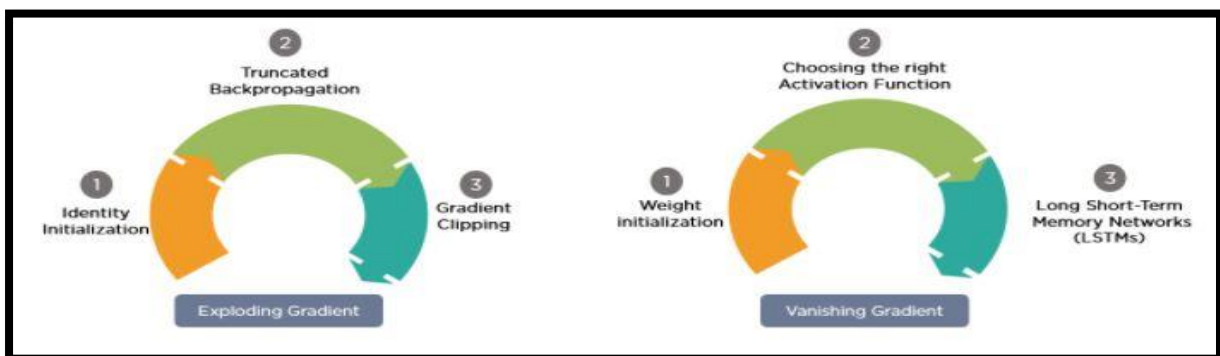 2
Truncated
Backpropagation
1
Identity
Initialization
3
Gradient
Clipping
Exploding Gradient
2
Choosing the right
Activation Function
1
Weight
initialization
3
Long Short-Term
Memory Networks
(LSTMs)
Vanishing Gradient